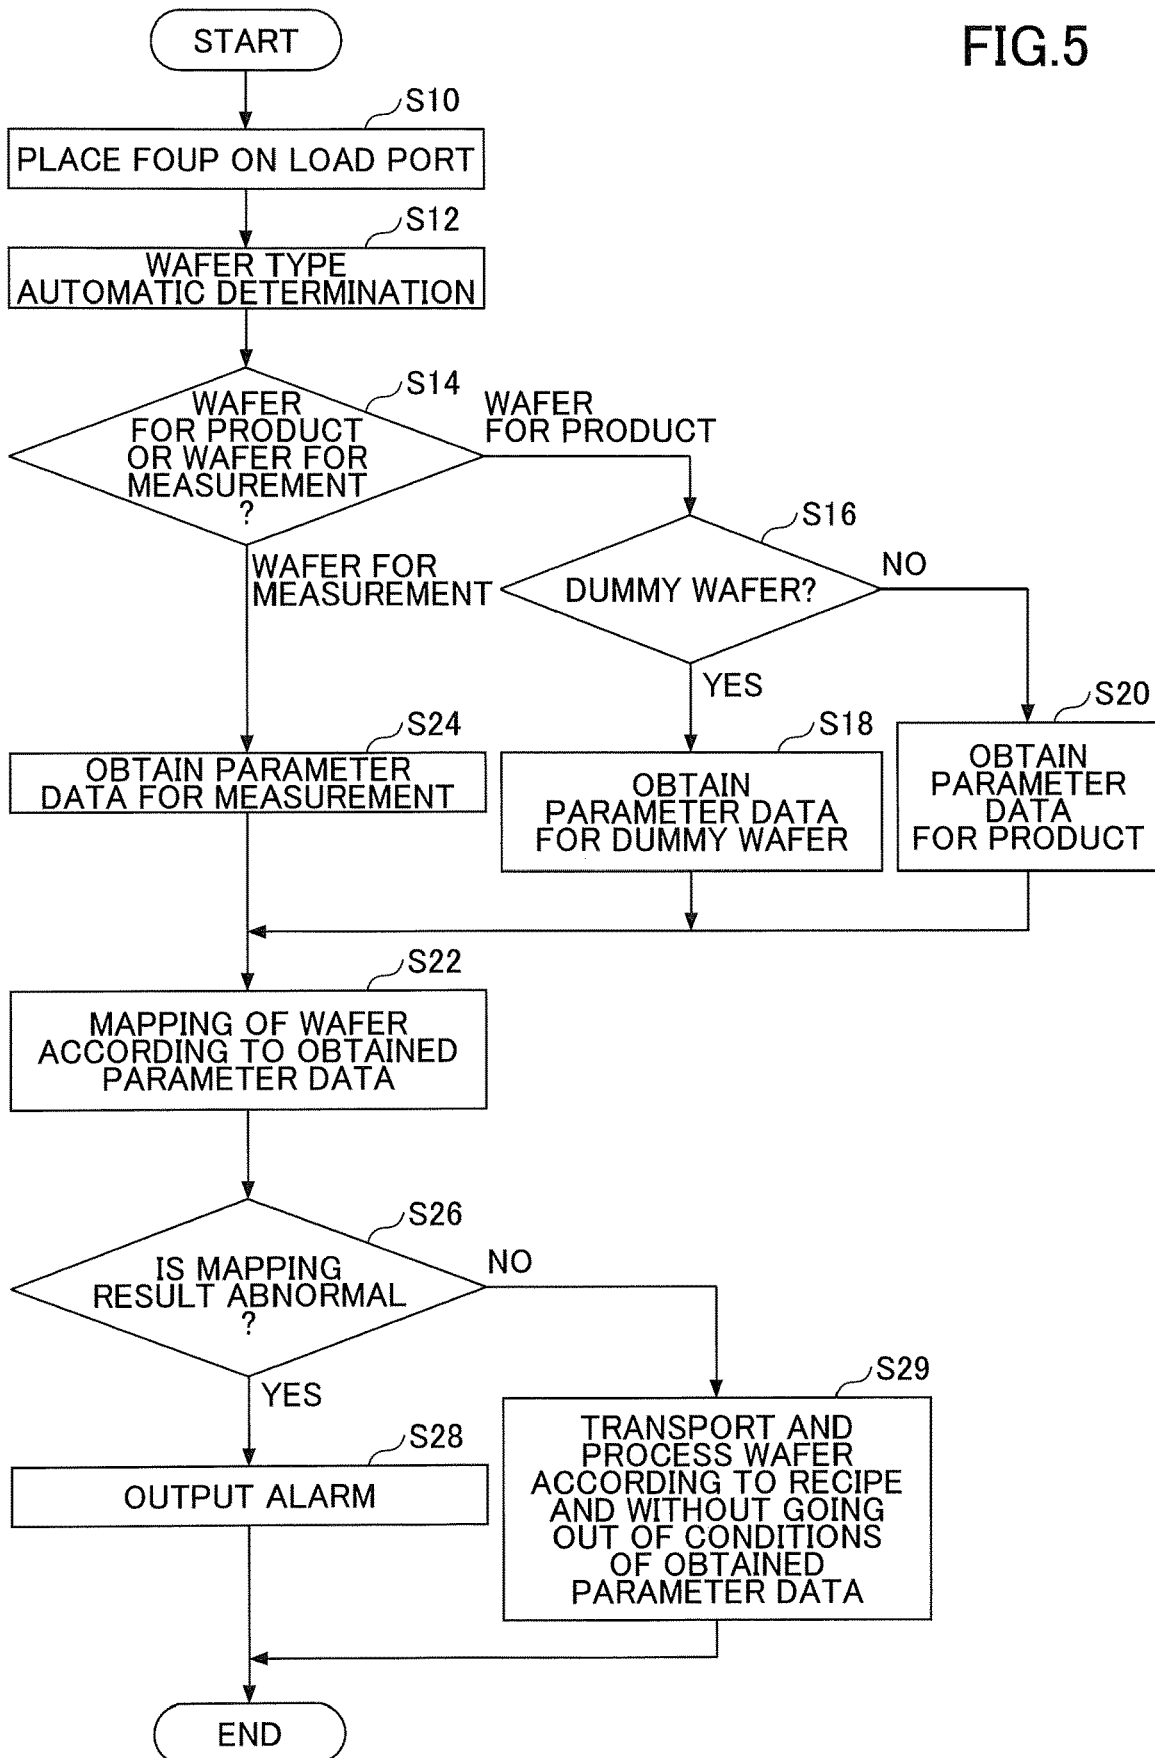 FIG.5
START
S10
PLACE FOUP ON LOAD PORT
S12
WAFER TYPE
AUTOMATIC DETERMINATION
S14
WAFER
FOR PRODUCT
OR WAFER FOR
MEASUREMENT
?
WAFER
FOR PRODUCT
WAFER FOR
MEASUREMENT
S16
DUMMY WAFER?
NO
YES
S24
OBTAIN PARAMETER
DATA FOR MEASUREMENT
S18
OBTAIN
PARAMETER DATA
FOR DUMMY WAFER
S20
OBTAIN
PARAMETER
DATA
FOR PRODUCT
S22
MAPPING OF WAFER
ACCORDING TO OBTAINED
PARAMETER DATA
S26
IS MAPPING
RESULT ABNORMAL
?
NO
YES
S28
OUTPUT ALARM
S29
TRANSPORT AND
PROCESS WAFER
ACCORDING TO RECIPE
AND WITHOUT GOING
OUT OF CONDITIONS
OF OBTAINED
PARAMETER DATA
END